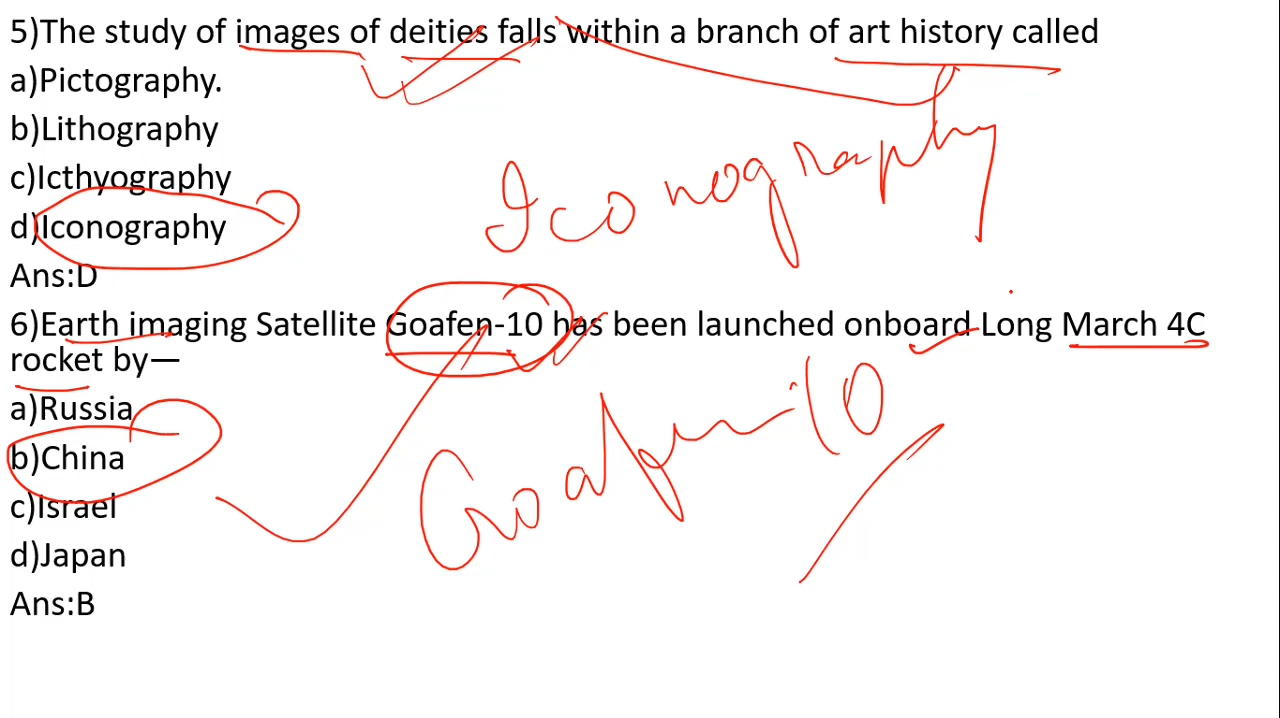 5)The study of images of deities falls within a branch of art history called
a)Pictography.
b)Lithography
c)Icthyography
d)Iconography
Iconography
Ans:D
6)Earth imaging Satellite Goafen-10 has been launched onboard Long March 4C
rocket by—
a)Russia
b)China
Goafen-10
c)Israel
d)Japan
Ans:B